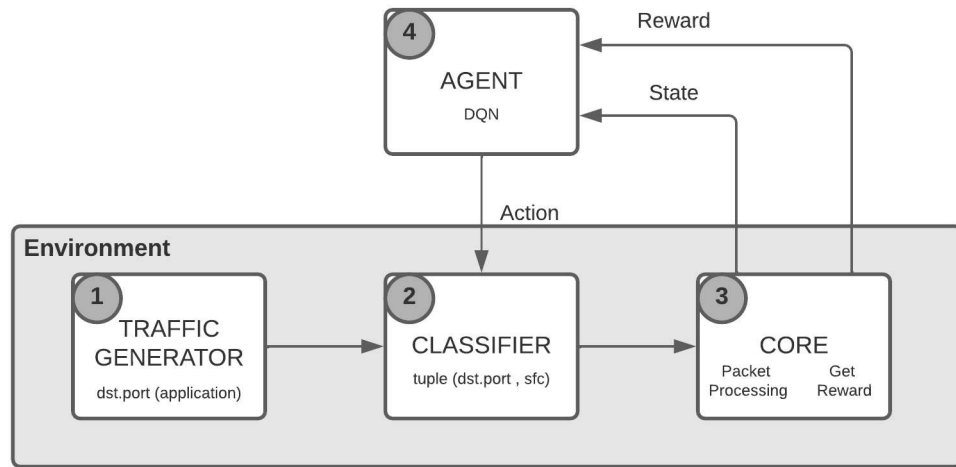 4
AGENT
DQN
Reward
State
Action
Environment
1
TRAFFIC
GENERATOR
dst.port (application)
2
CLASSIFIER
tuple (dst.port , sfc)
3
CORE
Packet
Processing
Get
Reward